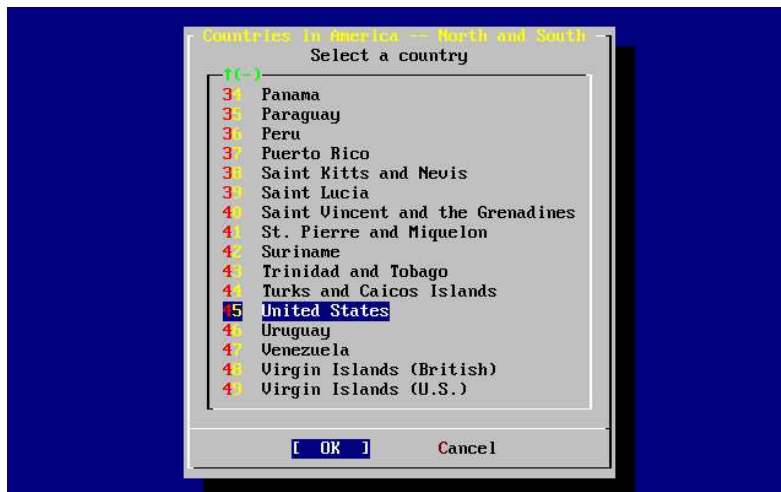 Countries in America -- North and South
Select a country
↑(-)
34 Panama
35 Paraguay
36 Peru
37 Puerto Rico
38 Saint Kitts and Nevis
39 Saint Lucia
40 Saint Vincent and the Grenadines
41 St. Pierre and Miquelon
42 Suriname
43 Trinidad and Tobago
44 Turks and Caicos Islands
45 United States
46 Uruguay
47 Venezuela
48 Virgin Islands (British)
49 Virgin Islands (U.S.)
[ OK ] Cancel